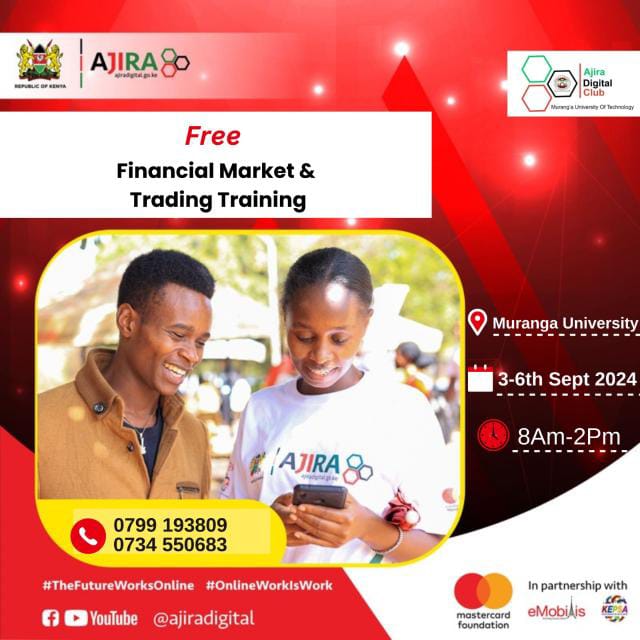 REPUBLIC OF KENYA
AJIRA
ajiradigital.go.ke
Ajira
Digital
Club
Murang'a University Of Technology
Free
Financial Market &
Trading Training
Muranga University
3-6th Sept 2024
8Am-2Pm
AJIRA
ajiradigital.go.ke
0799 193809
0734 550683
#TheFutureWorksOnline #OnlineWorkIsWork
YouTube @ajiradigital
mastercard
foundation
In partnership with
eMobilis
KEPSA